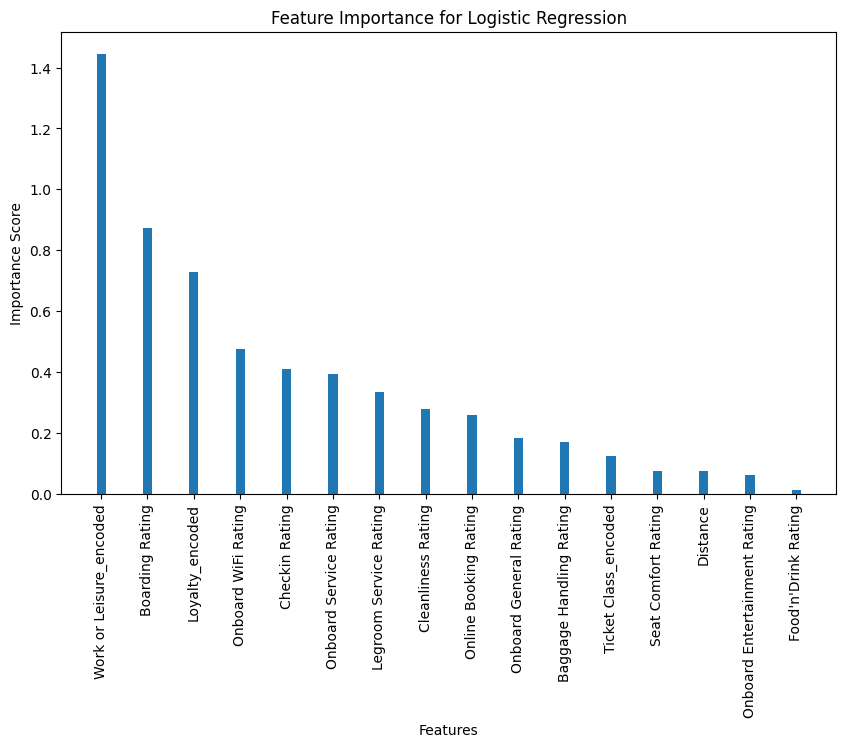 Feature Importance for Logistic Regression
Importance Score
1.4
1.2
1.0
0.8
0.6
0.4
0.2
0.0
Work or Leisure_encoded
Boarding Rating
Loyalty_encoded
Onboard WiFi Rating
Checkin Rating
Onboard Service Rating
Legroom Service Rating
Cleanliness Rating
Online Booking Rating
Onboard General Rating
Baggage Handling Rating
Ticket Class_encoded
Seat Comfort Rating
Distance
Onboard Entertainment Rating
Food'n'Drink Rating
Features